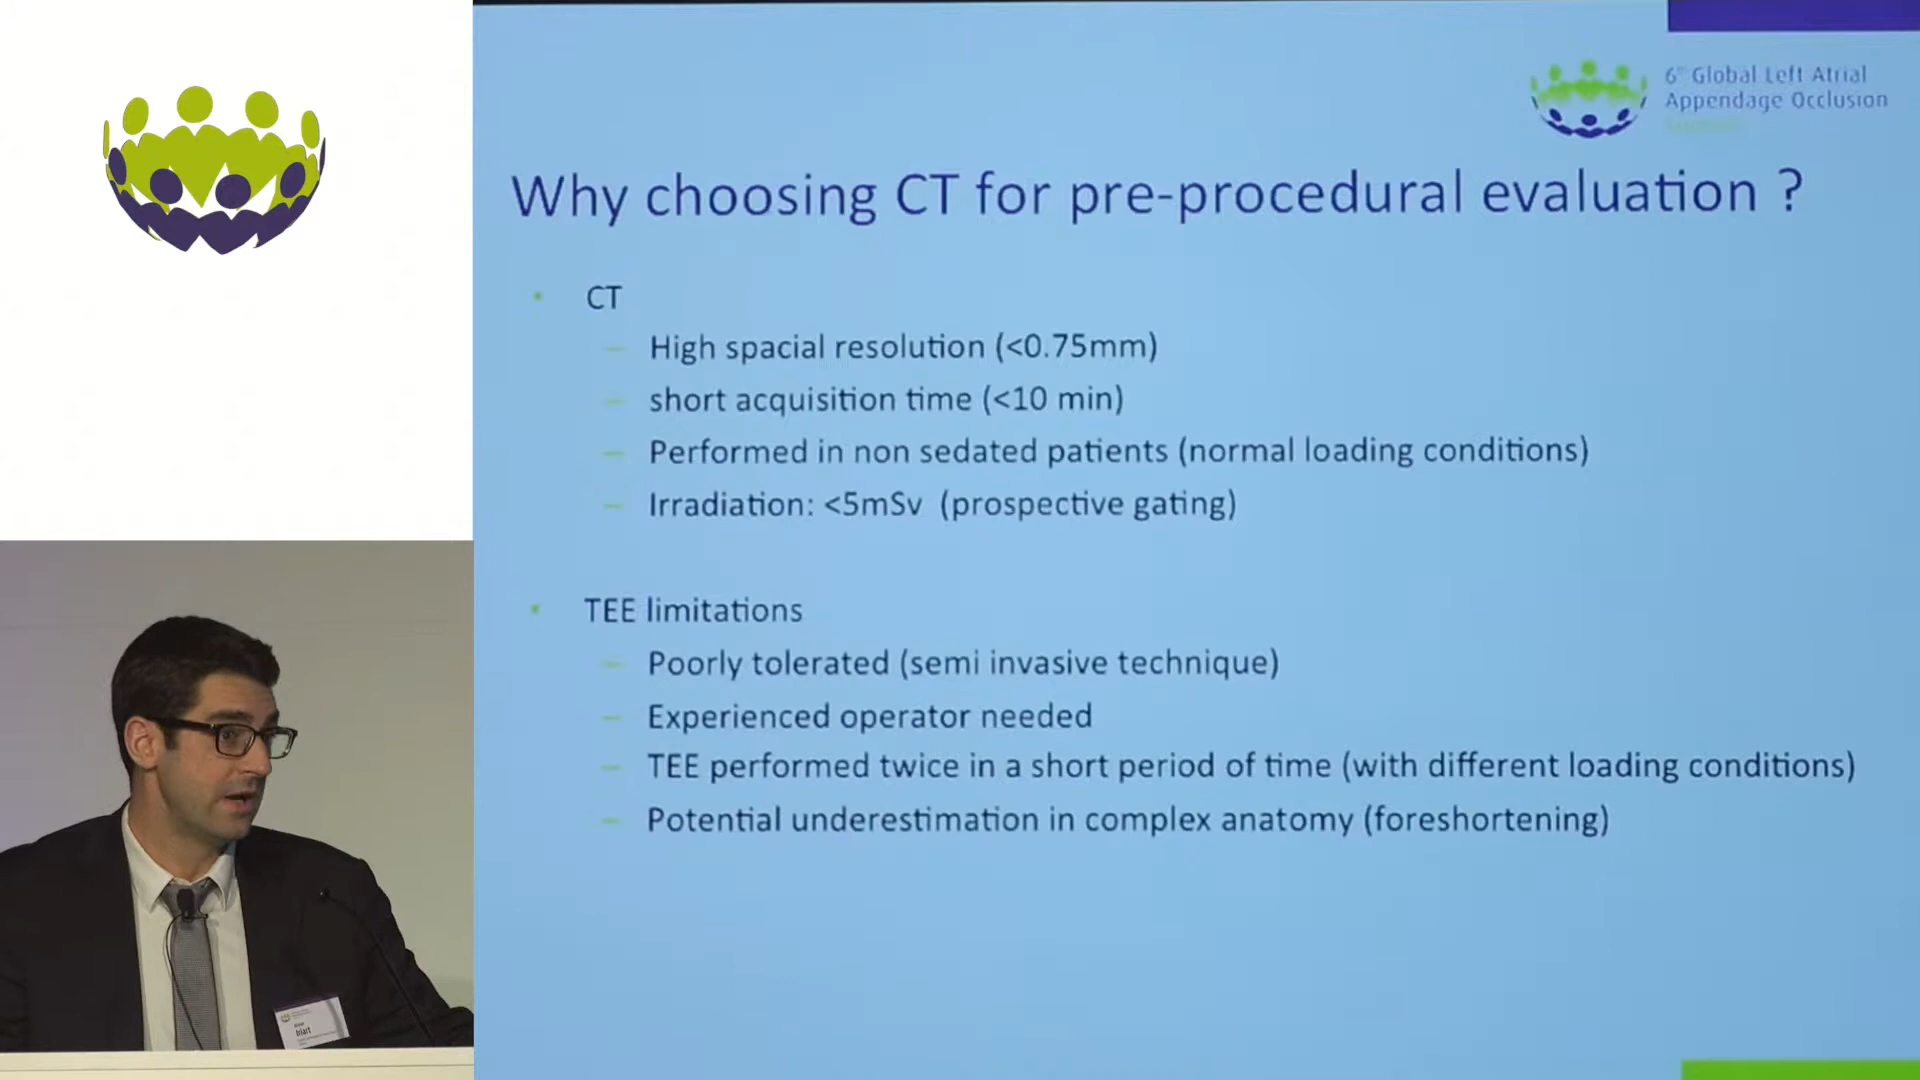 6th Global Left Atrial
Appendage Occlusion
Why choosing CT for pre-procedural evaluation ?
• CT
– High spacial resolution (<0.75mm)
– short acquisition time (<10 min)
– Performed in non sedated patients (normal loading conditions)
– Irradiation: <5mSv (prospective gating)
• TEE limitations
– Poorly tolerated (semi invasive technique)
– Experienced operator needed
– TEE performed twice in a short period of time (with different loading conditions)
– Potential underestimation in complex anatomy (foreshortening)
Iriart